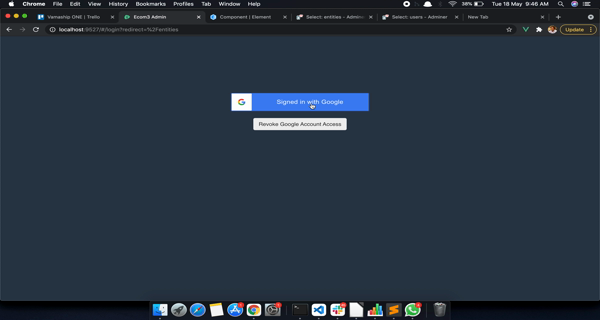 Chrome File Edit View History Bookmarks Profiles Tab Window Help 38% Tue 18 May 9:46 AM
Vamaship ONE | Trello Ecom3 Admin Component | Element Select: entities - Admine Select: users - Adminer New Tab
localhost:9527/#/login?redirect=%2Fentities Update
Signed in with Google
Revoke Google Account Access